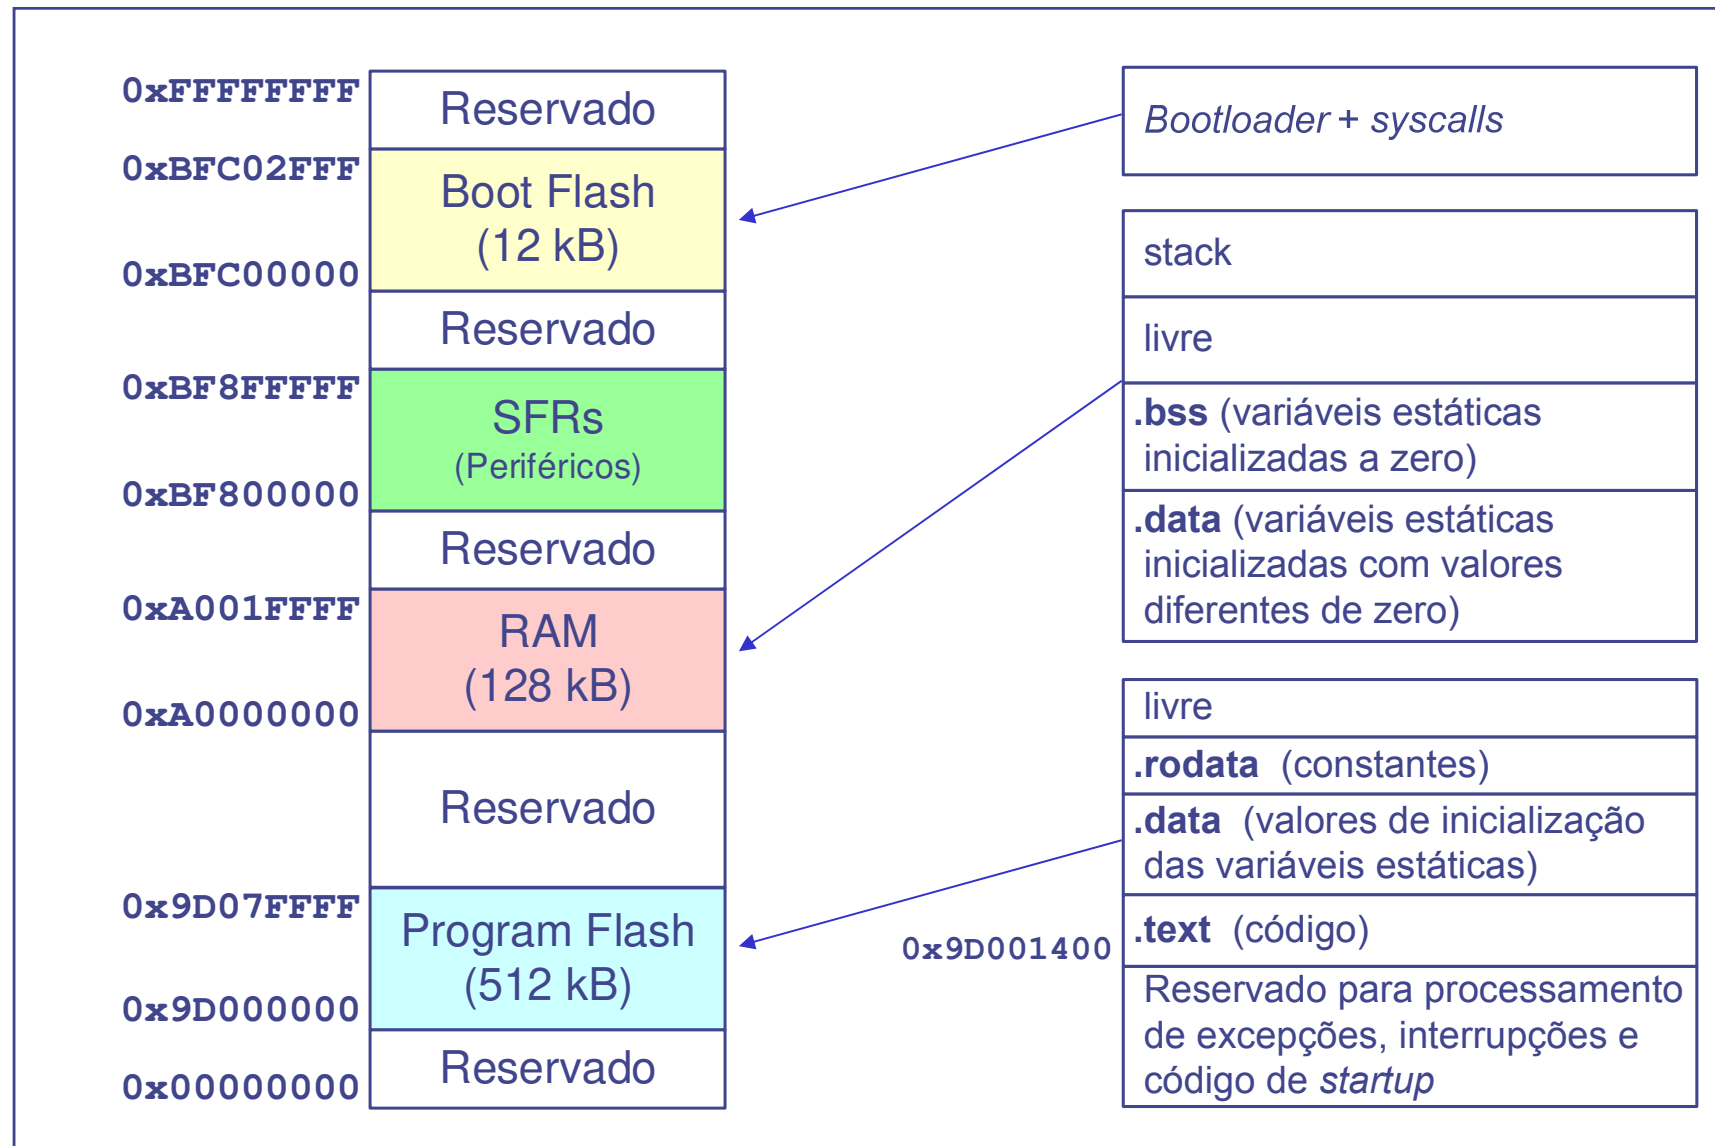 0xFFFFFFFF
Reservado
0xBFC02FFF
Boot Flash
(12 kB)
0xBFC00000
Reservado
0xBF8FFFFF
SFRs
(Periféricos)
0xBF800000
Reservado
0xA001FFFF
RAM
(128 kB)
0xA0000000
Reservado
0x9D07FFFF
Program Flash
(512 kB)
0x9D000000
Reservado
0x00000000
Bootloader + syscalls
stack
livre
.bss (variáveis estáticas
inicializadas a zero)
.data (variáveis estáticas
inicializadas com valores
diferentes de zero)
livre
.rodata (constantes)
.data (valores de inicialização
das variáveis estáticas)
0x9D001400
.text (código)
Reservado para processamento
de excepções, interrupções e
código de startup